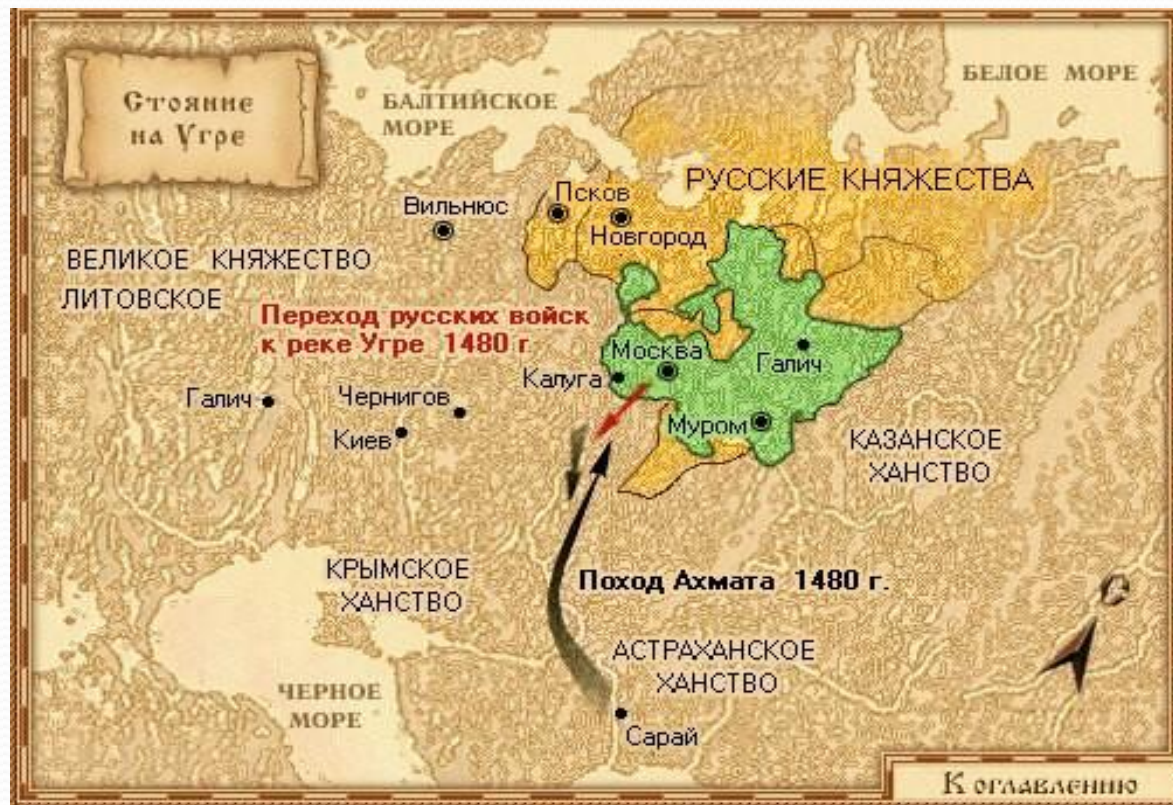 Стояние
на Угре
БАЛТИЙСКОЕ
МОРЕ
БЕЛОЕ МОРЕ
РУССКИЕ КНЯЖЕСТВА
Псков
Новгород
Вильнюс
ВЕЛИКОЕ КНЯЖЕСТВО
ЛИТОВСКОЕ
Переход русских войск
к реке Угре 1480 г
Москва
Галич
Калуга
Галич
Чернигов
Киев
Муром
КАЗАНСКОЕ
ХАНСТВО
КРЫМСКОЕ
ХАНСТВО
Поход Ахмата 1480 г.
С
АСТРАХАНСКОЕ
ХАНСТВО
ЧЕРНОЕ
МОРЕ
Сарай
К оглавлению